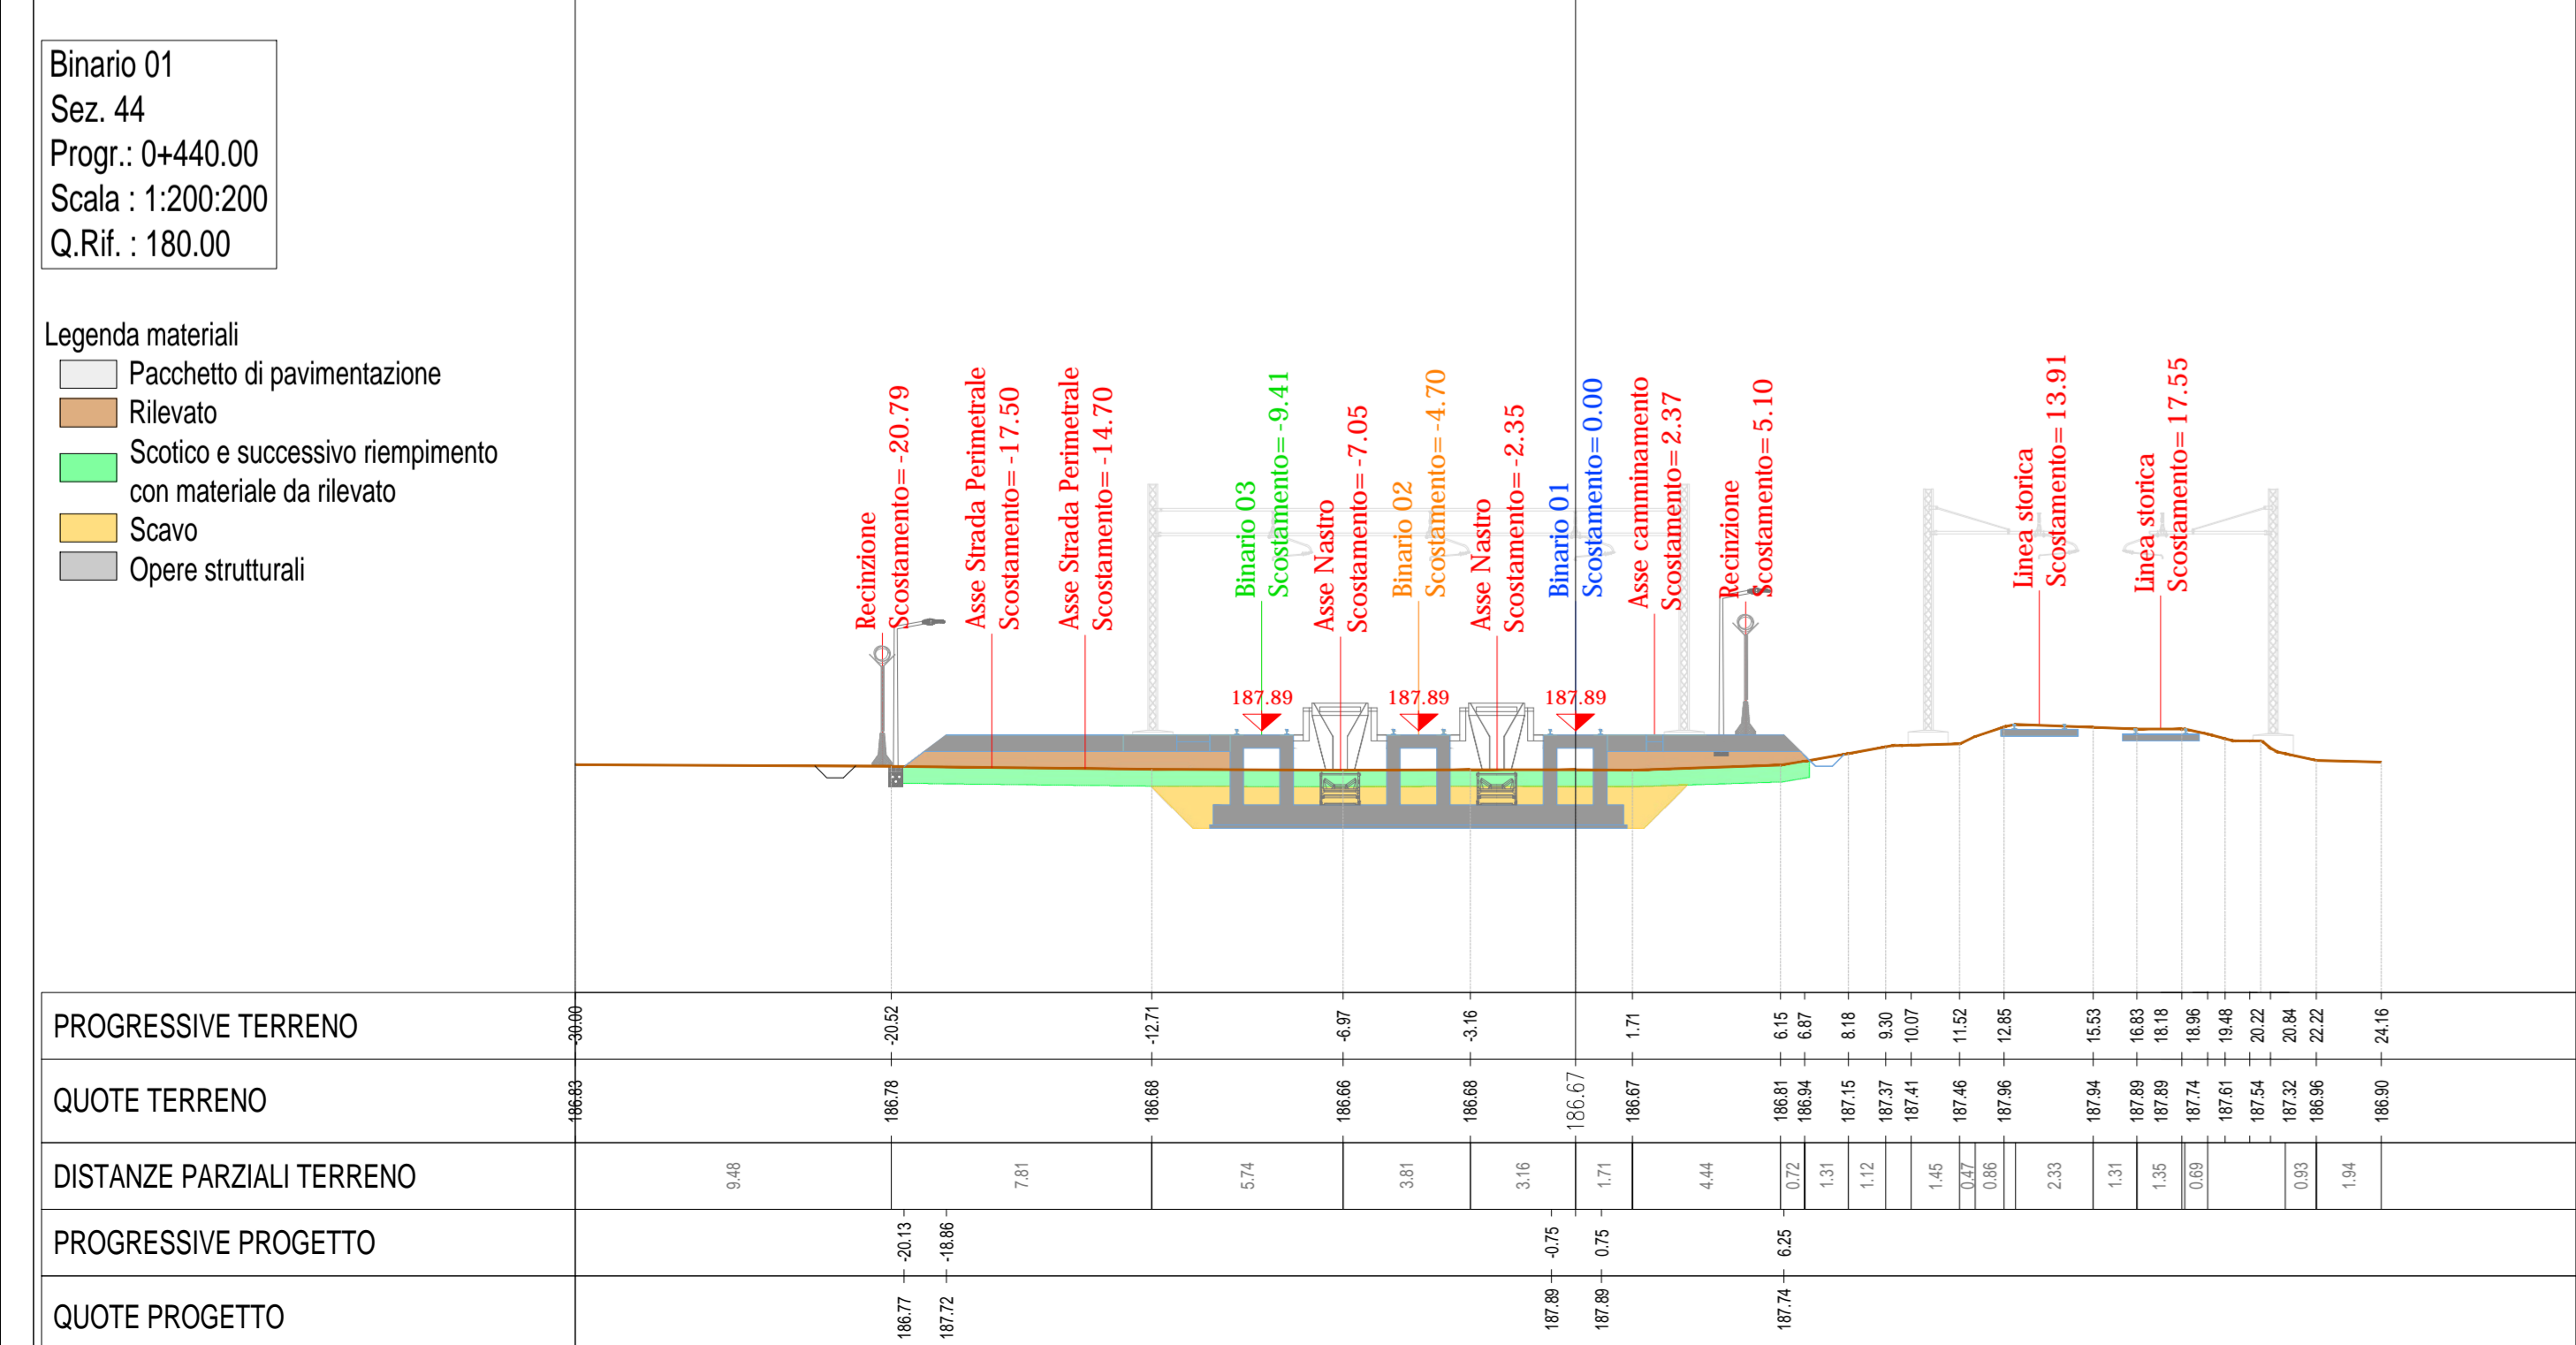 Binario 01
Sez. 44
Progr.: 0+440.00
Scala : 1:200:200
Q.Rif. : 180.00
Legenda materiali
Pacchetto di pavimentazione
Rilevato
Scotico e successivo riempimento
con materiale da rilevato
Scavo
Opere strutturali
Recinzione
Scostamento=-20.79
Asse Strada Perimetrale
Scostamento=-17.50
Asse Strada Perimetrale
Scostamento=-14.70
Binario 03
Scostamento=-9.41
Asse Nastro
Scostamento=-7.05
Binario 02
Scostamento=-4.70
Asse Nastro
Scostamento=-2.35
Binario 01
Scostamento=0.00
Asse camminamento
Scostamento=2.37
Recinzione
Scostamento=5.10
Linea storica
Scostamento=13.91
Linea storica
Scostamento=17.55
187.89 187.89 187.89
PROGRESSIVE TERRENO -30.00 -20.52 -12.71 -6.97 -3.16 1.71 6.15 6.87 8.18 9.30 10.07 11.52 12.85 15.53 16.83 18.18 18.96 19.48 20.22 20.84 22.22 24.16
QUOTE TERRENO 186.83 186.78 186.68 186.66 186.68 186.67 186.67 186.81 186.94 187.15 187.37 187.41 187.46 187.96 187.94 187.89 187.89 187.74 187.61 187.54 187.32 186.96 186.90
DISTANZE PARZIALI TERRENO 9.48 7.81 5.74 3.81 3.16 1.71 4.44 0.72 1.31 1.12 1.45 0.47 0.86 2.33 1.31 1.35 0.69 0.93 1.94
PROGRESSIVE PROGETTO -20.13 -18.86 -0.75 0.75 6.25
QUOTE PROGETTO 186.77 187.72 187.89 187.89 187.74